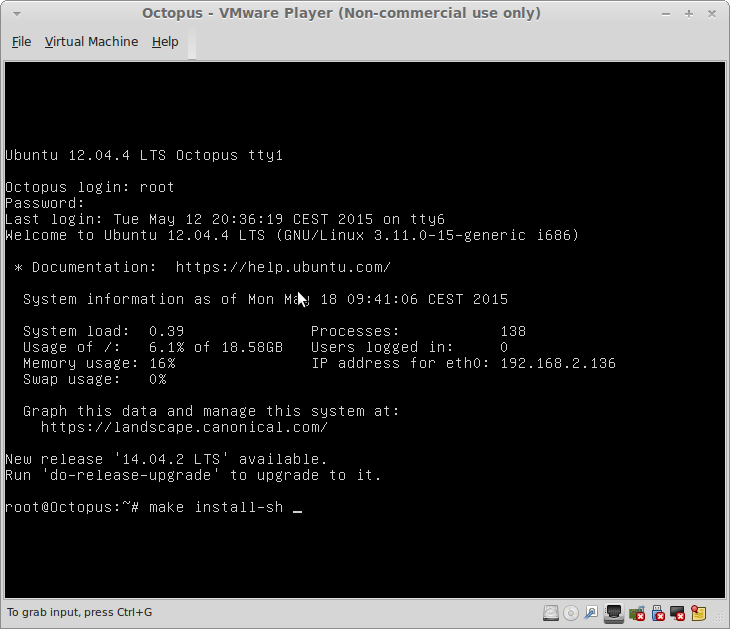 Octopus - VMware Player (Non-commercial use only)
File Virtual Machine Help
Ubuntu 12.04.4 LTS Octopus tty1
Octopus login: root
Password:
Last login: Tue May 12 20:36:19 CEST 2015 on tty6
Welcome to Ubuntu 12.04.4 LTS (GNU/Linux 3.11.0-15-generic i686)
* Documentation: https://help.ubuntu.com/
System information as of Mon May 18 09:41:06 CEST 2015
System load: 0.39 Processes: 138
Usage of /: 6.1% of 18.58GB Users logged in: 0
Memory usage: 16% IP address for eth0: 192.168.2.136
Swap usage: 0%
Graph this data and manage this system at:
https://landscape.canonical.com/
New release '14.04.2 LTS' available.
Run 'do-release-upgrade' to upgrade to it.
root@Octopus:~# make install-sh _
To grab input, press Ctrl+G